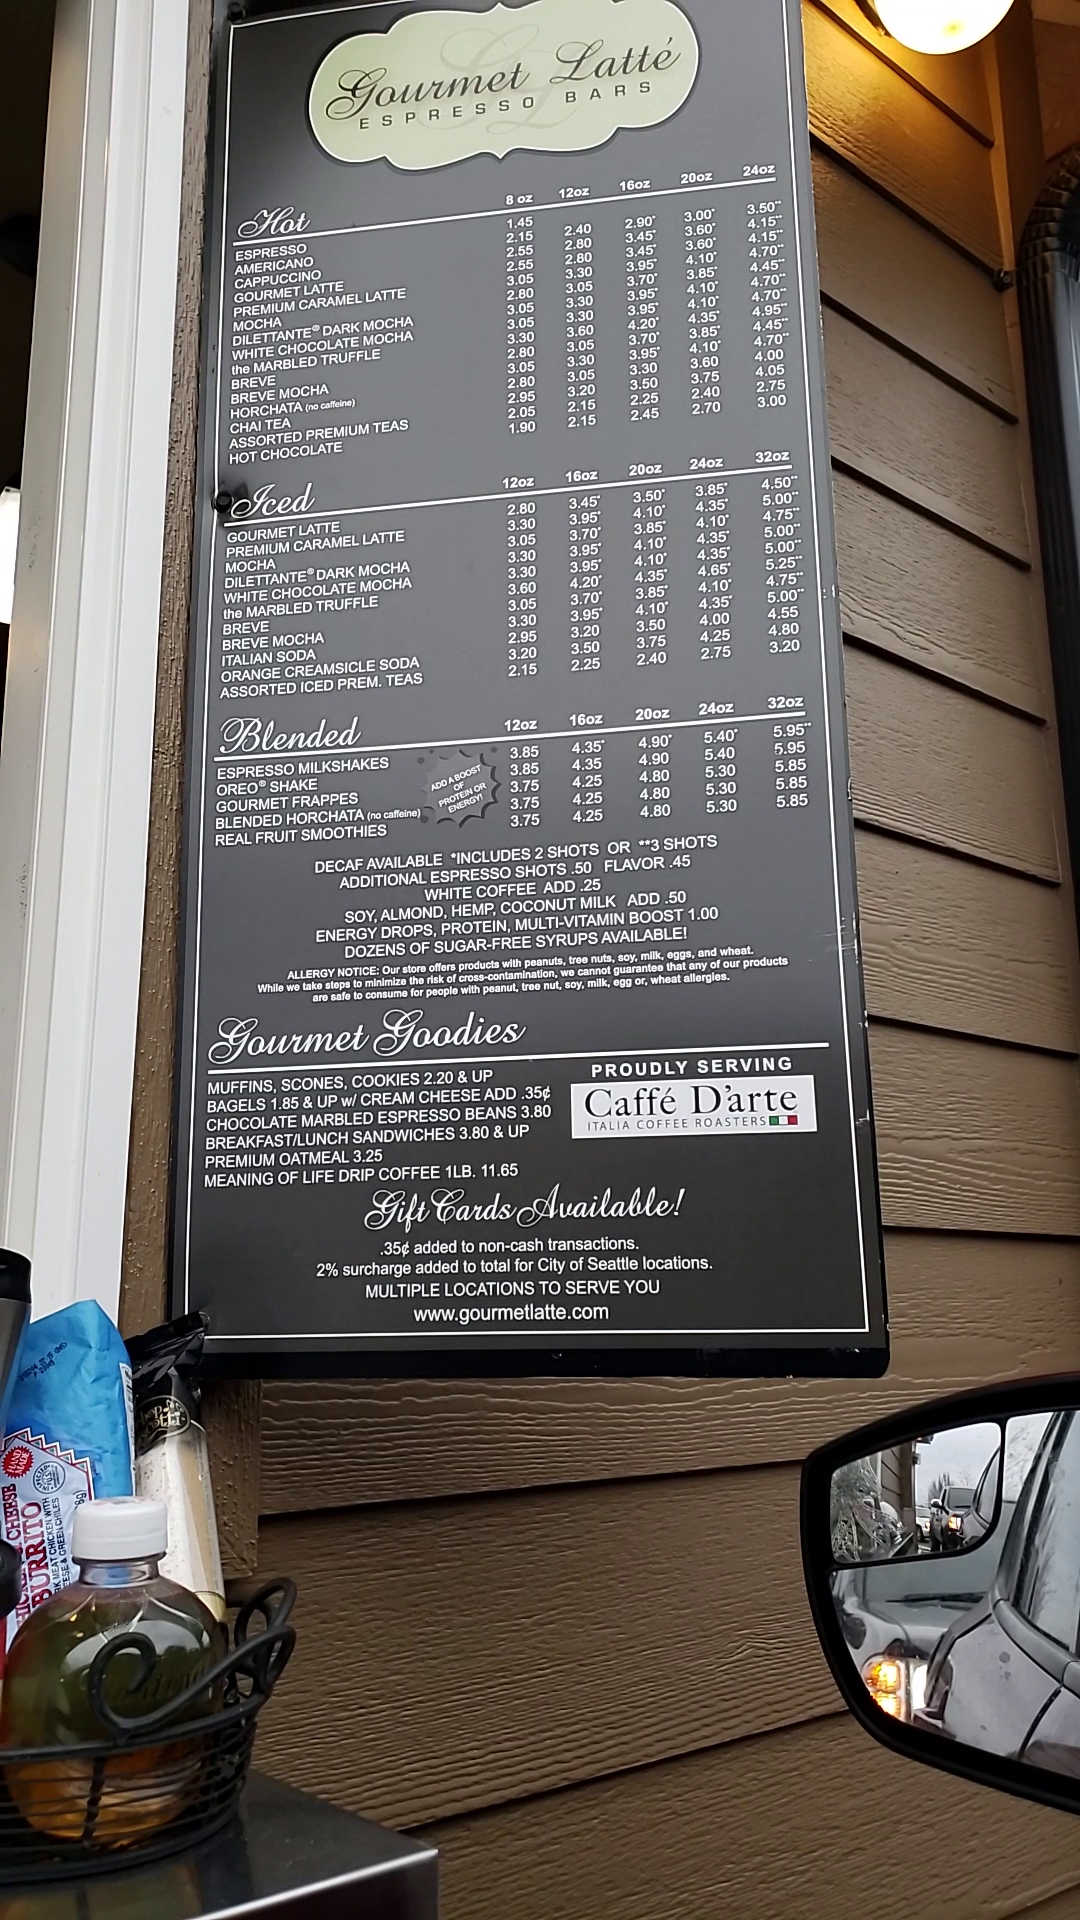 Gourmet Latté
ESPRESSO BARS
Hot 8 oz 12oz 16oz 20oz 24oz
ESPRESSO 1.45
AMERICANO 2.15 2.40 2.90* 3.00* 3.50**
CAPPUCCINO 2.55 2.80 3.45* 3.60* 4.15**
GOURMET LATTE 2.55 2.80 3.45* 3.60* 4.15**
PREMIUM CARAMEL LATTE 3.05 3.30 3.95* 4.10* 4.70**
MOCHA 2.80 3.05 3.70* 3.85* 4.45**
DILETTANTE® DARK MOCHA 3.05 3.30 3.95* 4.10* 4.70**
WHITE CHOCOLATE MOCHA 3.05 3.30 3.95* 4.10* 4.70**
the MARBLED TRUFFLE 3.30 3.60 4.20* 4.35* 4.95**
BREVE 2.80 3.05 3.70* 3.85* 4.45**
BREVE MOCHA 3.05 3.30 3.95* 4.10* 4.70**
HORCHATA (no caffeine) 2.80 3.05 3.30 3.60 4.00
CHAI TEA 2.95 3.20 3.50 3.75 4.05
ASSORTED PREMIUM TEAS 2.05 2.15 2.25 2.40 2.75
HOT CHOCOLATE 1.90 2.15 2.45 2.70 3.00
Iced 12oz 16oz 20oz 24oz 32oz
GOURMET LATTE 2.80 3.45* 3.50* 3.85* 4.50**
PREMIUM CARAMEL LATTE 3.30 3.95* 4.10* 4.35* 5.00**
MOCHA 3.05 3.70* 3.85* 4.10* 4.75**
DILETTANTE® DARK MOCHA 3.30 3.95* 4.10* 4.35* 5.00**
WHITE CHOCOLATE MOCHA 3.30 3.95* 4.10* 4.35* 5.00**
the MARBLED TRUFFLE 3.60 4.20* 4.35* 4.65* 5.25**
BREVE 3.05 3.70* 3.85* 4.10* 4.75**
BREVE MOCHA 3.30 3.95* 4.10* 4.35* 5.00**
ITALIAN SODA 2.95 3.20 3.50 4.00 4.55
ORANGE CREAMSICLE SODA 3.20 3.50 3.75 4.25 4.80
ASSORTED ICED PREM. TEAS 2.15 2.25 2.40 2.75 3.20
Blended 12oz 16oz 20oz 24oz 32oz
ESPRESSO MILKSHAKES 3.85 4.35* 4.90* 5.40* 5.95**
OREO® SHAKE 3.85 4.35 4.90 5.40 5.95
GOURMET FRAPPES 3.75 4.25 4.80 5.30 5.85
BLENDED HORCHATA (no caffeine) 3.75 4.25 4.80 5.30 5.85
REAL FRUIT SMOOTHIES 3.75 4.25 4.80 5.30 5.85
ADD A BOOST
OF
PROTEIN OR
ENERGY!
DECAF AVAILABLE *INCLUDES 2 SHOTS OR **3 SHOTS
ADDITIONAL ESPRESSO SHOTS .50 FLAVOR .45
WHITE COFFEE ADD .25
SOY, ALMOND, HEMP, COCONUT MILK ADD .50
ENERGY DROPS, PROTEIN, MULTI-VITAMIN BOOST 1.00
DOZENS OF SUGAR-FREE SYRUPS AVAILABLE!
ALLERGY NOTICE: Our store offers products with peanuts, tree nuts, soy, milk, eggs, and wheat.
While we take steps to minimize the risk of cross-contamination, we cannot guarantee that any of our products
are safe to consume for people with peanut, tree nut, soy, milk, egg or, wheat allergies.
Gourmet Goodies
MUFFINS, SCONES, COOKIES 2.20 & UP
BAGELS 1.85 & UP w/ CREAM CHEESE ADD .35¢
CHOCOLATE MARBLED ESPRESSO BEANS 3.80
BREAKFAST/LUNCH SANDWICHES 3.80 & UP
PREMIUM OATMEAL 3.25
MEANING OF LIFE DRIP COFFEE 1LB. 11.65
PROUDLY SERVING
Caffé D'arte
ITALIA COFFEE ROASTERS
Gift Cards Available!
.35¢ added to non-cash transactions.
2% surcharge added to total for City of Seattle locations.
MULTIPLE LOCATIONS TO SERVE YOU
www.gourmetlatte.com
CHEESE
BURRITO
MEAT CHICKEN WITH
& GREEN CHILES